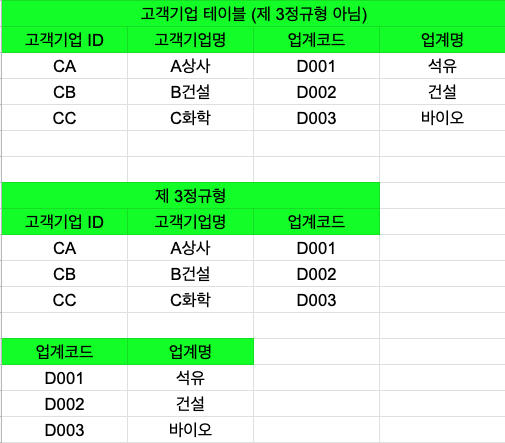 고객기업 테이블 (제 3정규형 아님)
고객기업 ID 고객기업명 업계코드 업계명
CA A상사 D001 석유
CB B건설 D002 건설
CC C화학 D003 바이오
제 3정규형
고객기업 ID 고객기업명 업계코드
CA A상사 D001
CB B건설 D002
CC C화학 D003
업계코드 업계명
D001 석유
D002 건설
D003 바이오